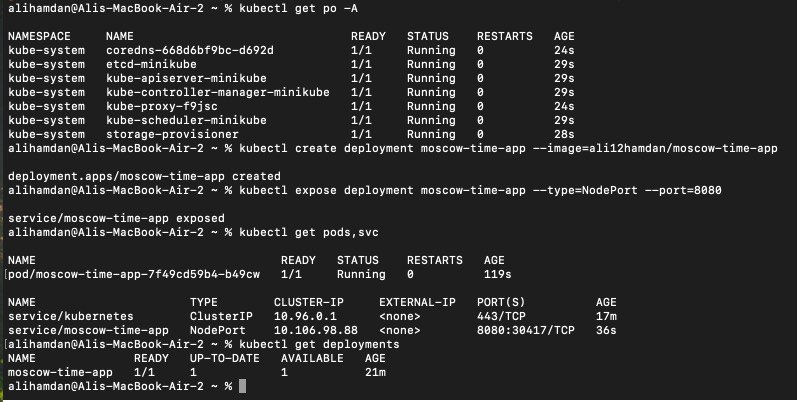 alihamdan@Alis-MacBook-Air-2 ~ % kubectl get po -A
NAMESPACE NAME READY STATUS RESTARTS AGE
kube-system coredns-668d6bf9bc-d692d 1/1 Running 0 24s
kube-system etcd-minikube 1/1 Running 0 29s
kube-system kube-apiserver-minikube 1/1 Running 0 29s
kube-system kube-controller-manager-minikube 1/1 Running 0 29s
kube-system kube-proxy-f9jsc 1/1 Running 0 24s
kube-system kube-scheduler-minikube 1/1 Running 0 29s
kube-system storage-provisioner 1/1 Running 0 28s
alihamdan@Alis-MacBook-Air-2 ~ % kubectl create deployment moscow-time-app --image=ali12hamdan/moscow-time-app
deployment.apps/moscow-time-app created
alihamdan@Alis-MacBook-Air-2 ~ % kubectl expose deployment moscow-time-app --type=NodePort --port=8080
service/moscow-time-app exposed
alihamdan@Alis-MacBook-Air-2 ~ % kubectl get pods,svc
NAME READY STATUS RESTARTS AGE
[pod/moscow-time-app-7f49cd59b4-b49cw 1/1 Running 0 119s
NAME TYPE CLUSTER-IP EXTERNAL-IP PORT(S) AGE
service/kubernetes ClusterIP 10.96.0.1 <none> 443/TCP 17m
service/moscow-time-app NodePort 10.106.98.88 <none> 8080:30417/TCP 36s
[alihamdan@Alis-MacBook-Air-2 ~ % kubectl get deployments
NAME READY UP-TO-DATE AVAILABLE AGE
moscow-time-app 1/1 1 1 21m
alihamdan@Alis-MacBook-Air-2 ~ %